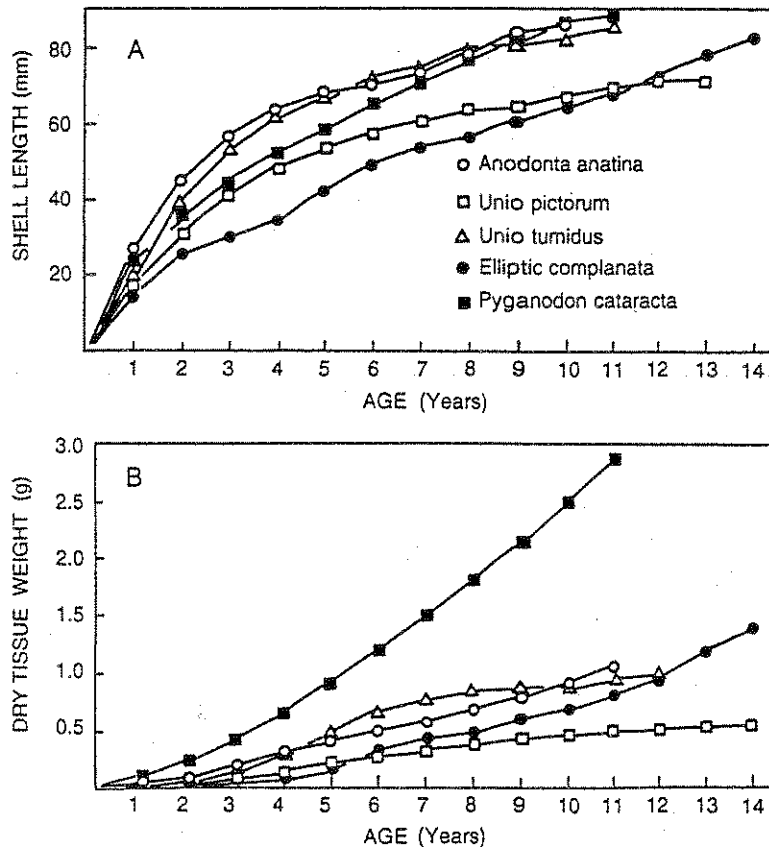 A
SHELL LENGTH (mm)
80
60
40
20
Anodonta anatina
Unio pictorum
Unio tumidus
Elliptic complanata
Pyganodon cataracta
1 2 3 4 5 6 7 8 9 10 11 12 13 14
AGE (Years)
B
DRY TISSUE WEIGHT (g)
3.0
2.5
2.0
1.5
1.0
0.5
1 2 3 4 5 6 7 8 9 10 11 12 13 14
AGE (Years)